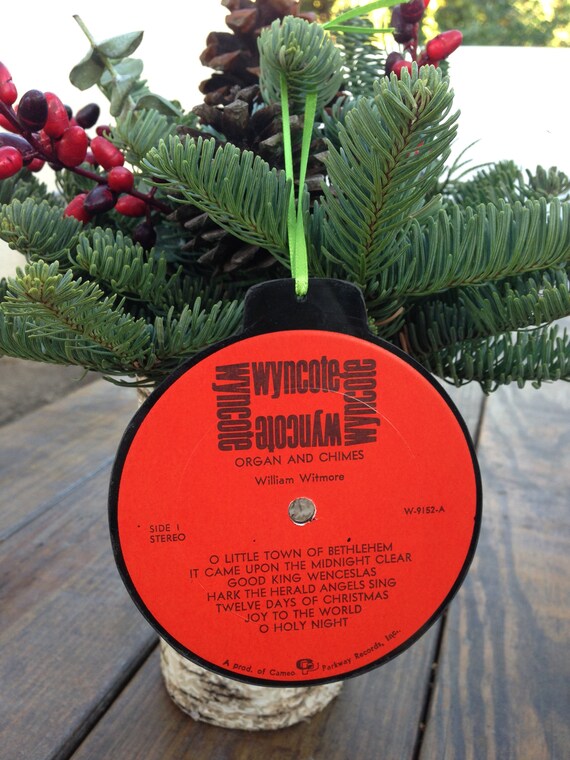 wyncote
wyncote
wyncote
wyncote
wyncote
ORGAN AND CHIMES
William Witmore
W-9152-A
SIDE 1
STEREO
O LITTLE TOWN OF BETHLEHEM
IT CAME UPON THE MIDNIGHT CLEAR
GOOD KING WENCESLAS
HARK THE HERALD ANGELS SING
TWELVE DAYS OF CHRISTMAS
JOY TO THE WORLD
O HOLY NIGHT
A prod. of Cameo Parkway Records, Inc.